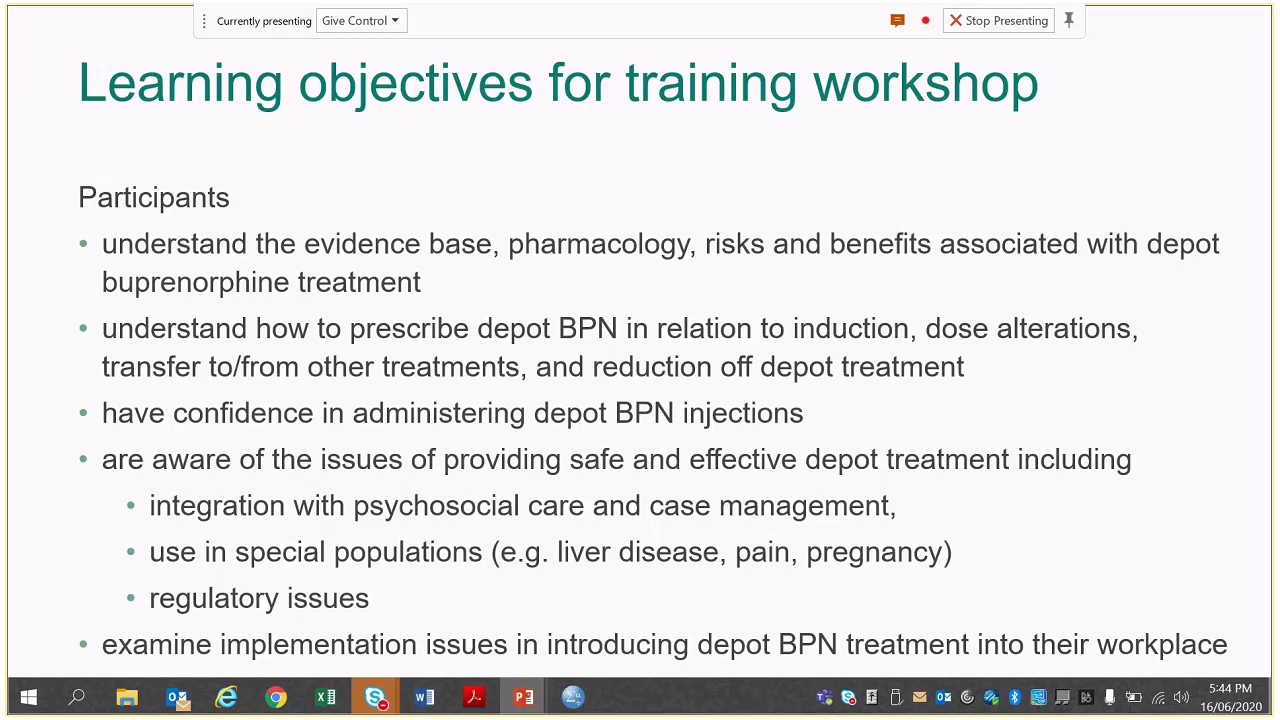 Currently presenting Give Control Stop Presenting
Learning objectives for training workshop
Participants
• understand the evidence base, pharmacology, risks and benefits associated with depot
buprenorphine treatment
• understand how to prescribe depot BPN in relation to induction, dose alterations,
transfer to/from other treatments, and reduction off depot treatment
• have confidence in administering depot BPN injections
• are aware of the issues of providing safe and effective depot treatment including
• integration with psychosocial care and case management,
• use in special populations (e.g. liver disease, pain, pregnancy)
• regulatory issues
• examine implementation issues in introducing depot BPN treatment into their workplace
5:44 PM
16/06/2020